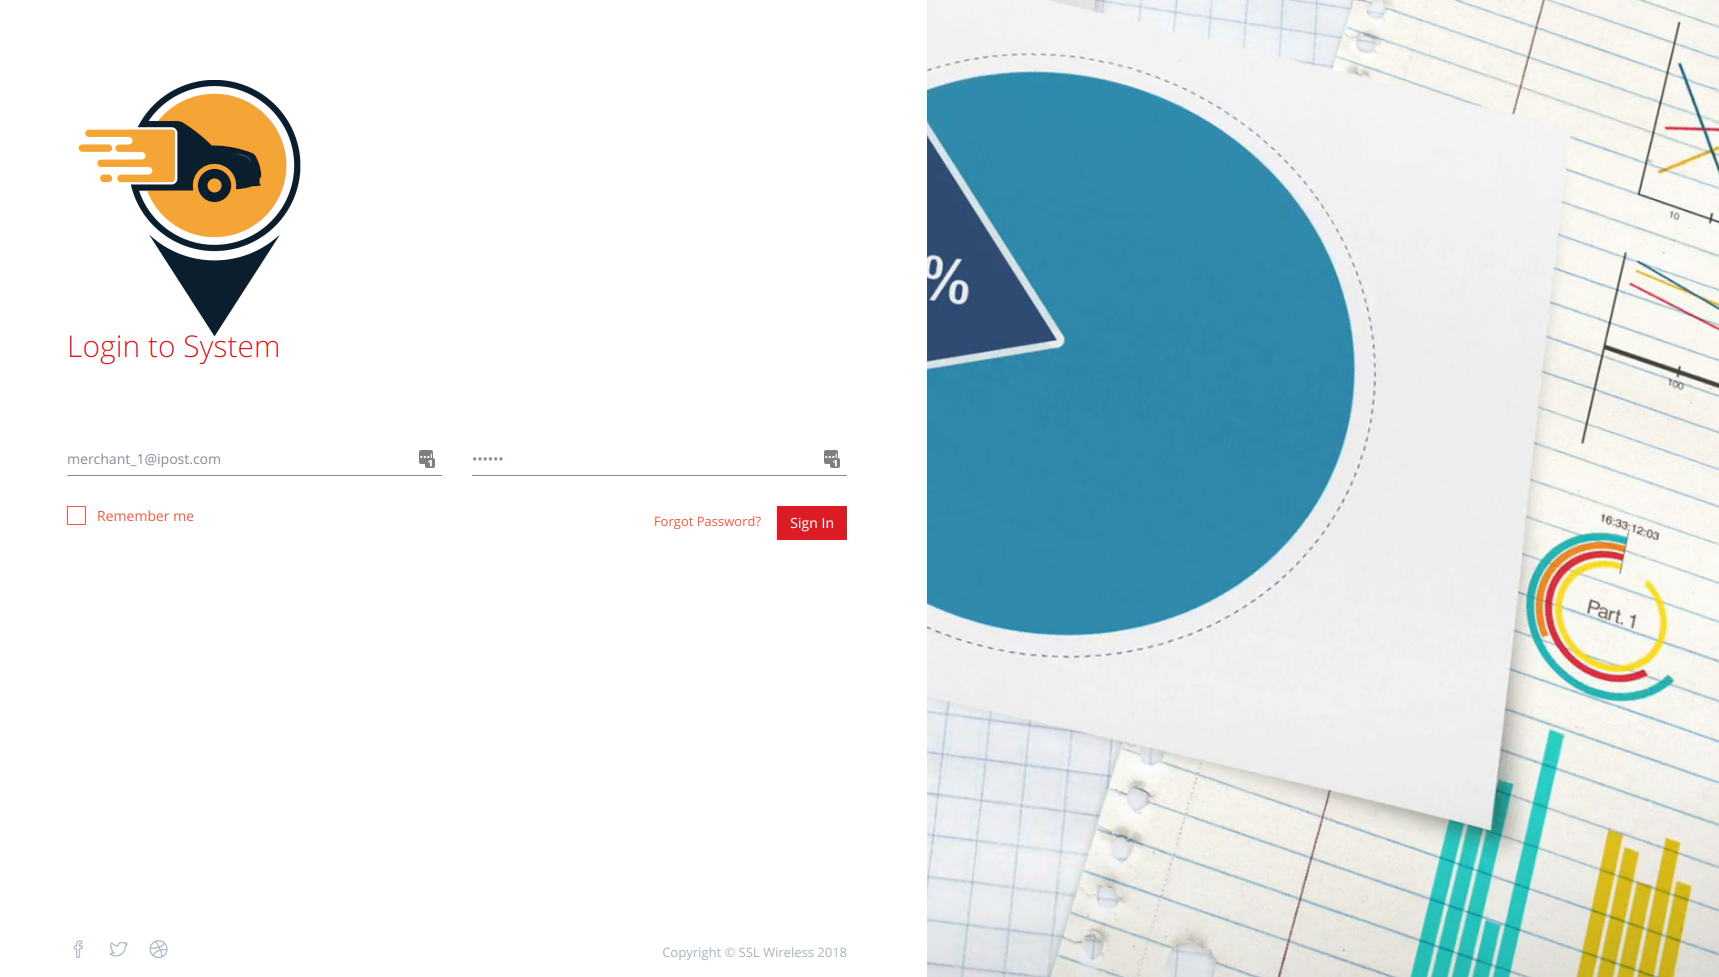 Login to System
merchant_1@ipost.com
••••••
Remember me
Forgot Password?
Sign In
Copyright © SSL Wireless 2018
%
10
100
16:33:12:03
Part. 1